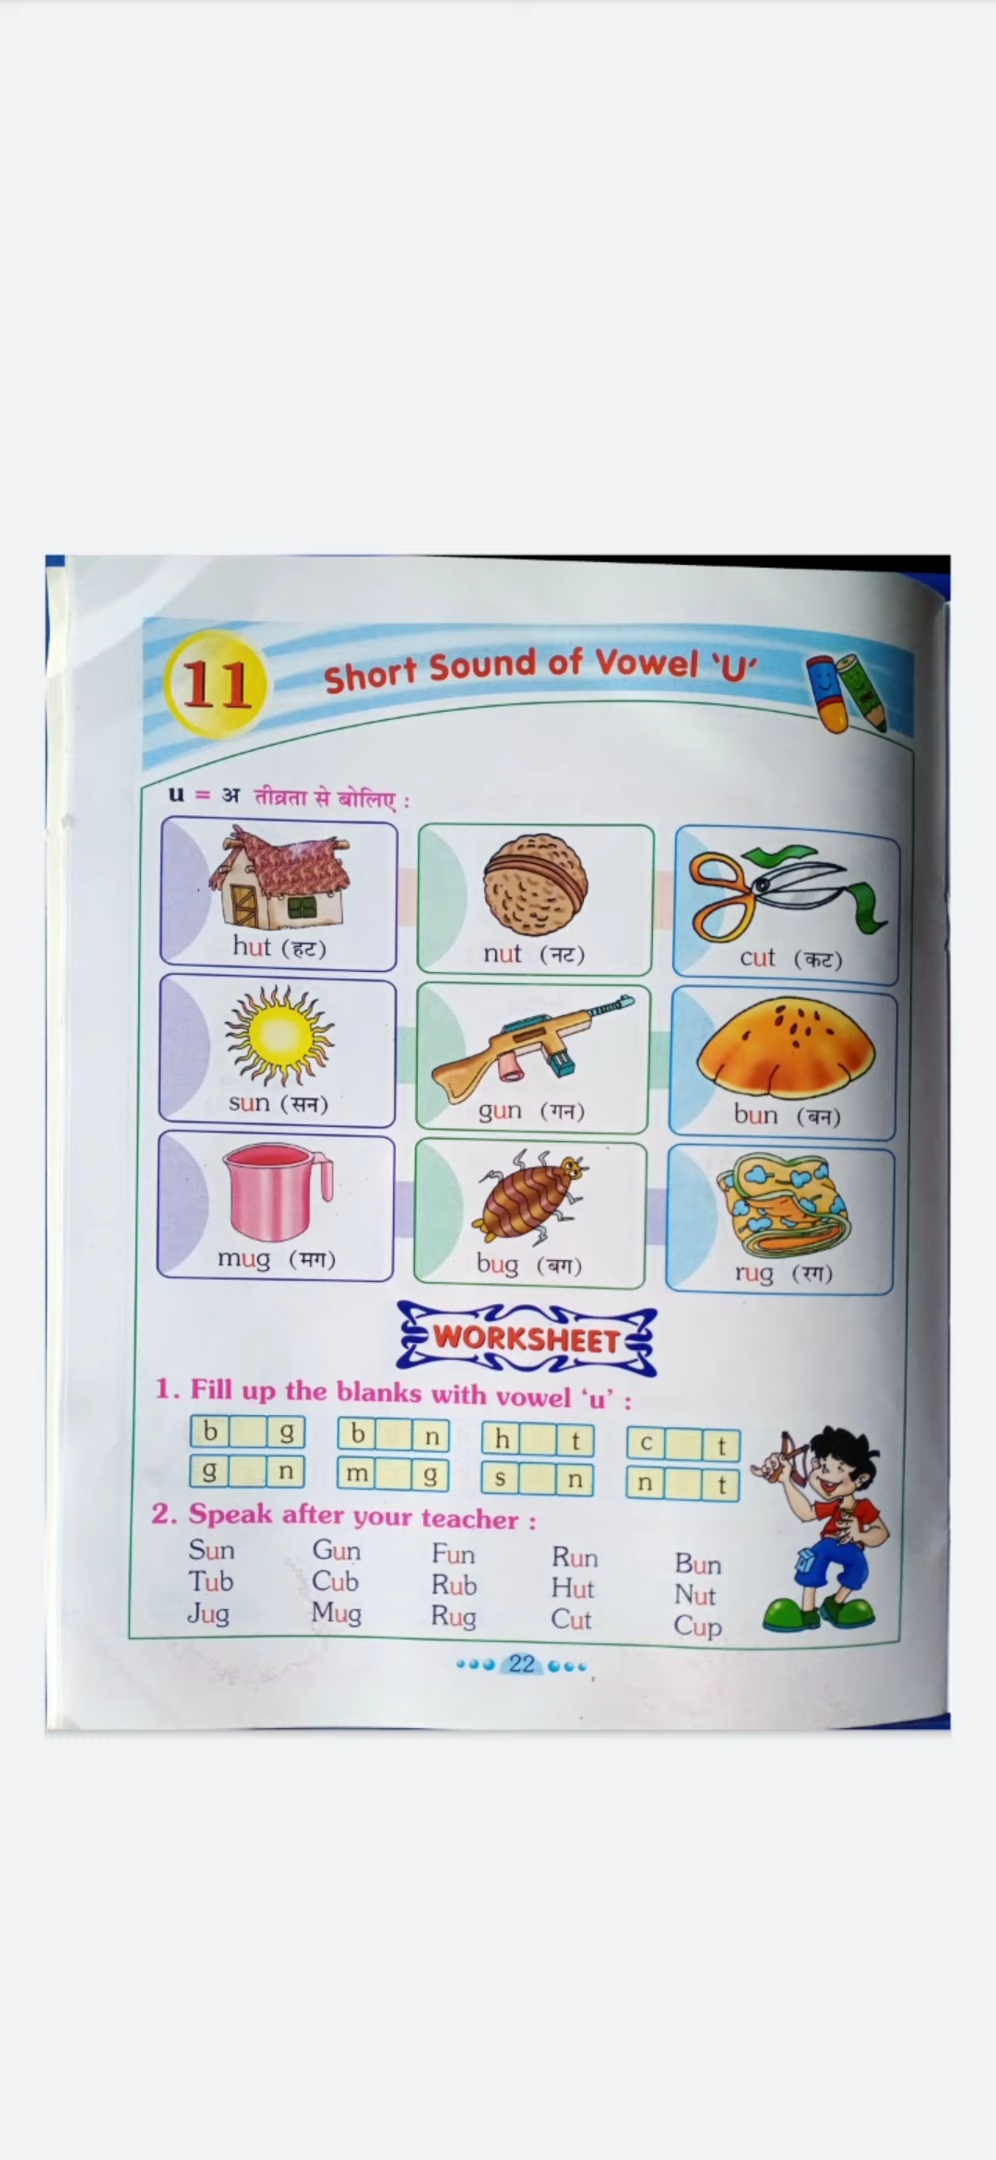 11
Short Sound of Vowel ‘U’
u = अ तीव्रता से बोलिए :
hut (हट)
nut (नट)
cut (कट)
sun (सन)
gun (गन)
bun (बन)
mug (मग)
bug (बग)
rug (रग)
WORKSHEET
1. Fill up the blanks with vowel ‘u’ :
b g b n h t c t
g n m g s n n t
2. Speak after your teacher :
Sun Gun Fun Run Bun
Tub Cub Rub Hut Nut
Jug Mug Rug Cut Cup
22